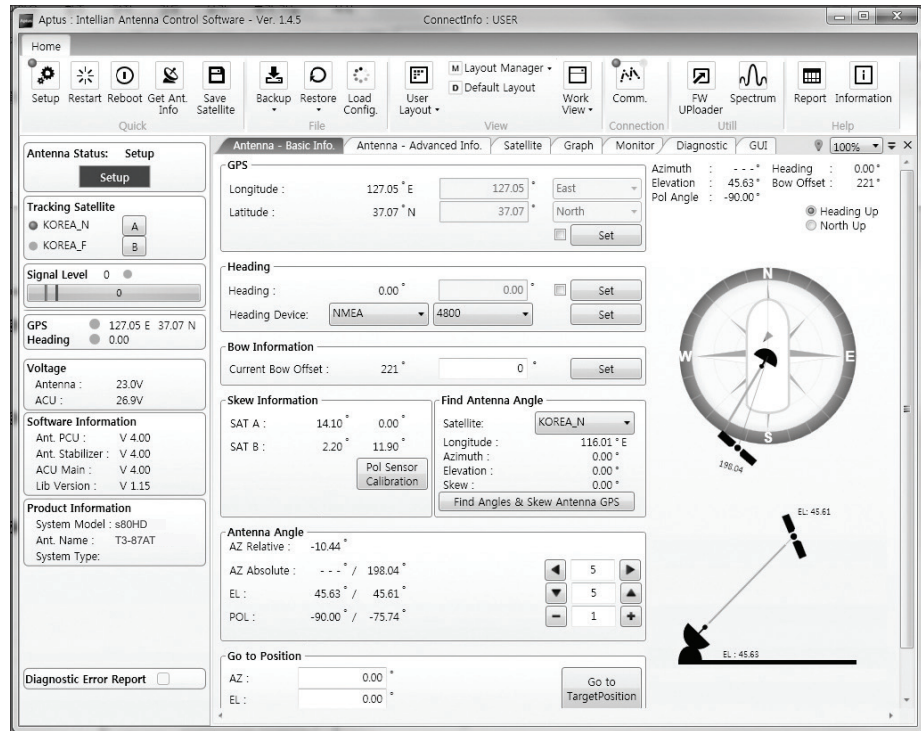 Aptus : Intellian Antenna Control Software - Ver. 1.4.5 ConnectInfo : USER
Home
Setup Restart Reboot Get Ant. Info Save Satellite Backup Restore Load Config. User Layout M Layout Manager D Default Layout Work View Comm. FW UPloader Spectrum Report Information
Quick File View Connection Utill Help
Antenna Status: Setup
Setup
Tracking Satellite
KOREA_N A
KOREA_F B
Signal Level 0
0
GPS 127.05 E 37.07 N
Heading 0.00
Voltage
Antenna : 23.0V
ACU : 26.9V
Software Information
Ant. PCU : V 4.00
Ant. Stabilizer : V 4.00
ACU Main : V 4.00
Lib Version : V 1.15
Product Information
System Model : s80HD
Ant. Name : T3-87AT
System Type:
Diagnostic Error Report
Antenna - Basic Info. Antenna - Advanced Info. Satellite Graph Monitor Diagnostic GUI 100%
GPS
Longitude : 127.05 ° E 127.05 ° East
Latitude : 37.07 ° N 37.07 ° North
Set
Heading
Heading : 0.00 ° 0.00 ° Set
Heading Device: NMEA 4800 Set
Bow Information
Current Bow Offset : 221 ° 0 ° Set
Skew Information
SAT A : 14.10 ° 0.00 °
SAT B : 2.20 ° 11.90 °
Pol Sensor Calibration
Find Antenna Angle
Satellite: KOREA_N
Longitude : 116.01 ° E
Azimuth : 0.00 °
Elevation : 0.00 °
Skew : 0.00 °
Find Angles & Skew Antenna GPS
Antenna Angle
AZ Relative : -10.44 °
AZ Absolute : - - - ° / 198.04 ° 5
EL : 45.63 ° / 45.61 ° 5
POL : -90.00 ° / -75.74 ° 1
Go to Position
AZ : 0.00 °
EL : 0.00 °
Go to TargetPosition
Azimuth : - - - ° Heading : 0.00 °
Elevation : 45.63 ° Bow Offset : 221 °
Pol Angle : -90.00 °
Heading Up
North Up
N
W
E
S
198.04
EL: 45.61
EL : 45.63